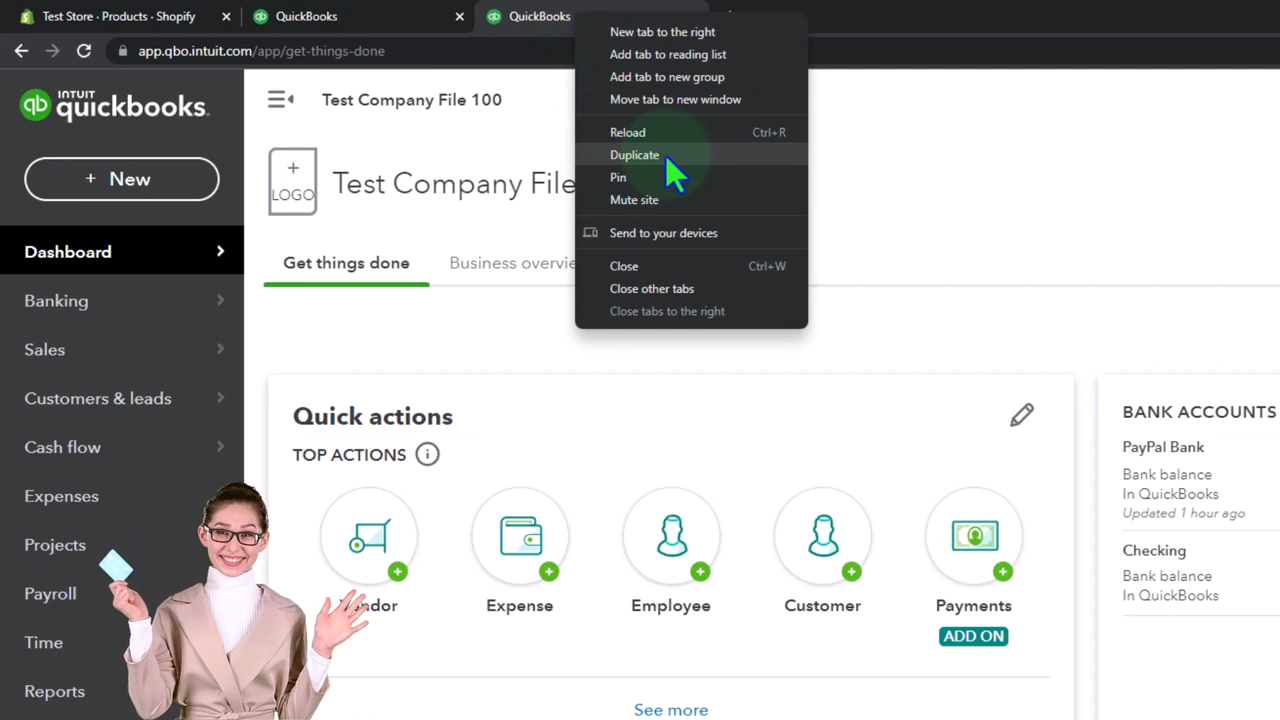 Test Store · Products · Shopify
QuickBooks
QuickBooks
app.qbo.intuit.com/app/get-things-done
New tab to the right
Add tab to reading list
Add tab to new group
Move tab to new window
Reload Ctrl+R
Duplicate
Pin
Mute site
Send to your devices
Close Ctrl+W
Close other tabs
Close tabs to the right
INTUIT
quickbooks.
+ New
Dashboard
Banking
Sales
Customers & leads
Cash flow
Expenses
Projects
Payroll
Time
Reports
Test Company File 100
+
LOGO
Test Company File
Get things done
Business overvie
Quick actions
TOP ACTIONS
Vendor
Expense
Employee
Customer
Payments
ADD ON
See more
BANK ACCOUNTS
PayPal Bank
Bank balance
In QuickBooks
Updated 1 hour ago
Checking
Bank balance
In QuickBooks